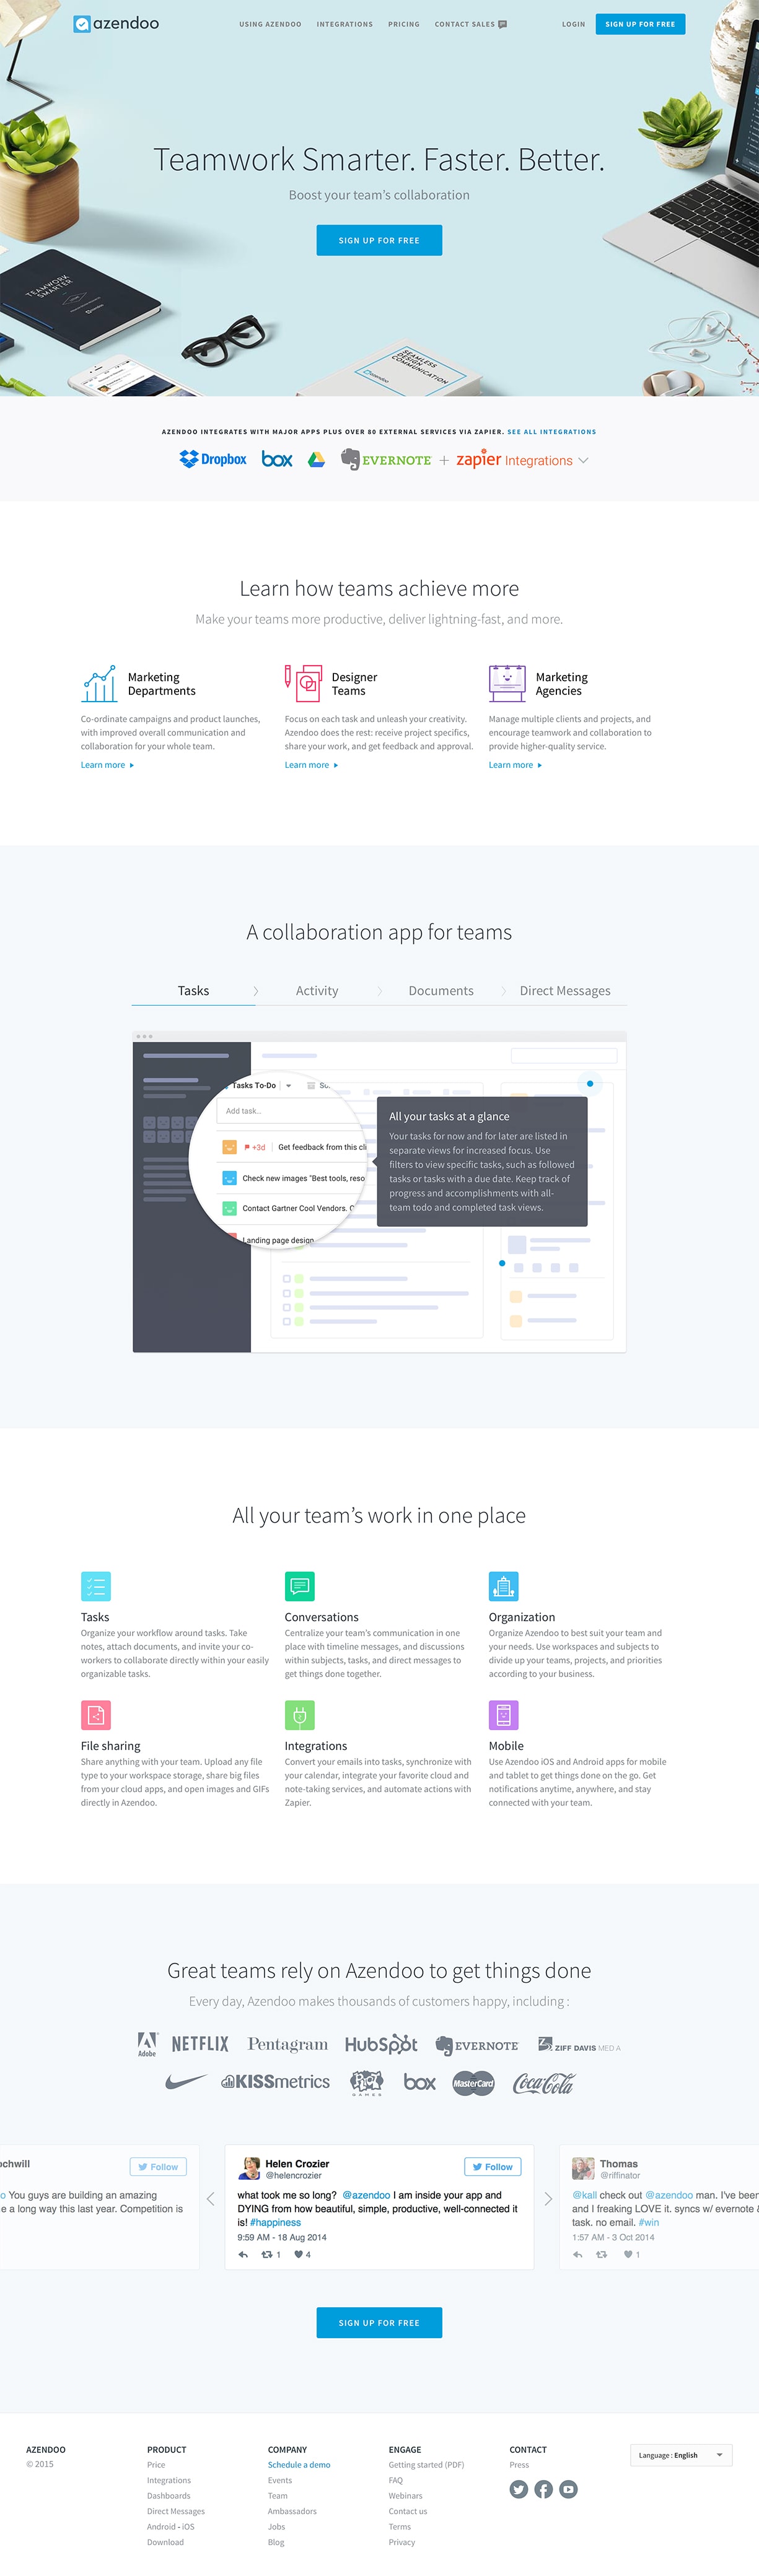 azendoo
USING AZENDOO
INTEGRATIONS
PRICING
CONTACT SALES
LOGIN
SIGN UP FOR FREE
Teamwork Smarter. Faster. Better.
Boost your team's collaboration
SIGN UP FOR FREE
TEAMWORK
SMARTER
SEAMLESS
DESIGN
COMMUNICATION
azendoo
AZENDOO INTEGRATES WITH MAJOR APPS PLUS OVER 80 EXTERNAL SERVICES VIA ZAPIER. SEE ALL INTEGRATIONS
Dropbox box EVERNOTE + zapier Integrations
Learn how teams achieve more
Make your teams more productive, deliver lightning-fast, and more.
Marketing
Departments
Co-ordinate campaigns and product launches,
with improved overall communication and
collaboration for your whole team.
Learn more
Designer
Teams
Focus on each task and unleash your creativity.
Azendoo does the rest: receive project specifics,
share your work, and get feedback and approval.
Learn more
Marketing
Agencies
Manage multiple clients and projects, and
encourage teamwork and collaboration to
provide higher-quality service.
Learn more
A collaboration app for teams
Tasks
Activity
Documents
Direct Messages
Tasks To-Do
Add task...
+3d Get feedback from this cli
Check new images "Best tools, reso
Contact Gartner Cool Vendors.
Landing page design
All your tasks at a glance
Your tasks for now and for later are listed in
separate views for increased focus. Use
filters to view specific tasks, such as followed
tasks or tasks with a due date. Keep track of
progress and accomplishments with all-
team todo and completed task views.
All your team's work in one place
Tasks
Organize your workflow around tasks. Take
notes, attach documents, and invite your co-
workers to collaborate directly within your easily
organizable tasks.
Conversations
Centralize your team's communication in one
place with timeline messages, and discussions
within subjects, tasks, and direct messages to
get things done together.
Organization
Organize Azendoo to best suit your team and
your needs. Use workspaces and subjects to
divide up your teams, projects, and priorities
according to your business.
File sharing
Share anything with your team. Upload any file
type to your workspace storage, share big files
from your cloud apps, and open images and GIFs
directly in Azendoo.
Integrations
Convert your emails into tasks, synchronize with
your calendar, integrate your favorite cloud and
note-taking services, and automate actions with
Zapier.
Mobile
Use Azendoo iOS and Android apps for mobile
and tablet to get things done on the go. Get
notifications anytime, anywhere, and stay
connected with your team.
Great teams rely on Azendoo to get things done
Every day, Azendoo makes thousands of customers happy, including :
Adobe NETFLIX Pentagram HubSpot EVERNOTE ZIFF DAVIS MED A
KISSmetrics RIOT GAMES box MasterCard Coca-Cola
ochwill
Follow
o You guys are building an amazing
e a long way this last year. Competition is
Helen Crozier
@helencrozier
Follow
what took me so long? @azendoo I am inside your app and
DYING from how beautiful, simple, productive, well-connected it
is! #happiness
9:59 AM - 18 Aug 2014
1 4
Thomas
@riffinator
@kall check out @azendoo man. I've beer
and I freaking LOVE it. syncs w/ evernote &
task. no email. #win
1:57 AM - 3 Oct 2014
1
SIGN UP FOR FREE
AZENDOO
© 2015
PRODUCT
Price
Integrations
Dashboards
Direct Messages
Android - iOS
Download
COMPANY
Schedule a demo
Events
Team
Ambassadors
Jobs
Blog
ENGAGE
Getting started (PDF)
FAQ
Webinars
Contact us
Terms
Privacy
CONTACT
Press
Language : English